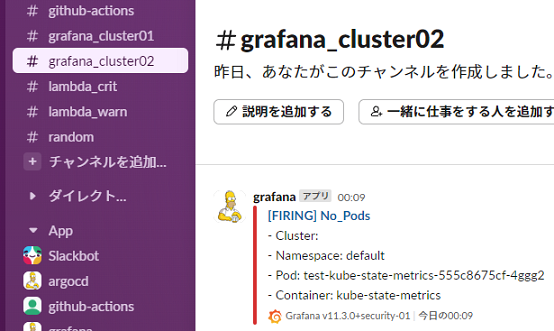 # github-actions
# grafana_cluster01
# grafana_cluster02
# lambda_crit
# lambda_warn
# random
+ チャンネルを追加...
ダイレクト...
App
Slackbot
argocd
github-actions
grafana
#grafana_cluster02
昨日、あなたがこのチャンネルを作成しました。
説明を追加する
一緒に仕事をする人を追加す
grafana アプリ 00:09
[FIRING] No_Pods
- Cluster:
- Namespace: default
- Pod: test-kube-state-metrics-555c8675cf-4ggg2
- Container: kube-state-metrics
Grafana v11.3.0+security-01 | 今日の00:09